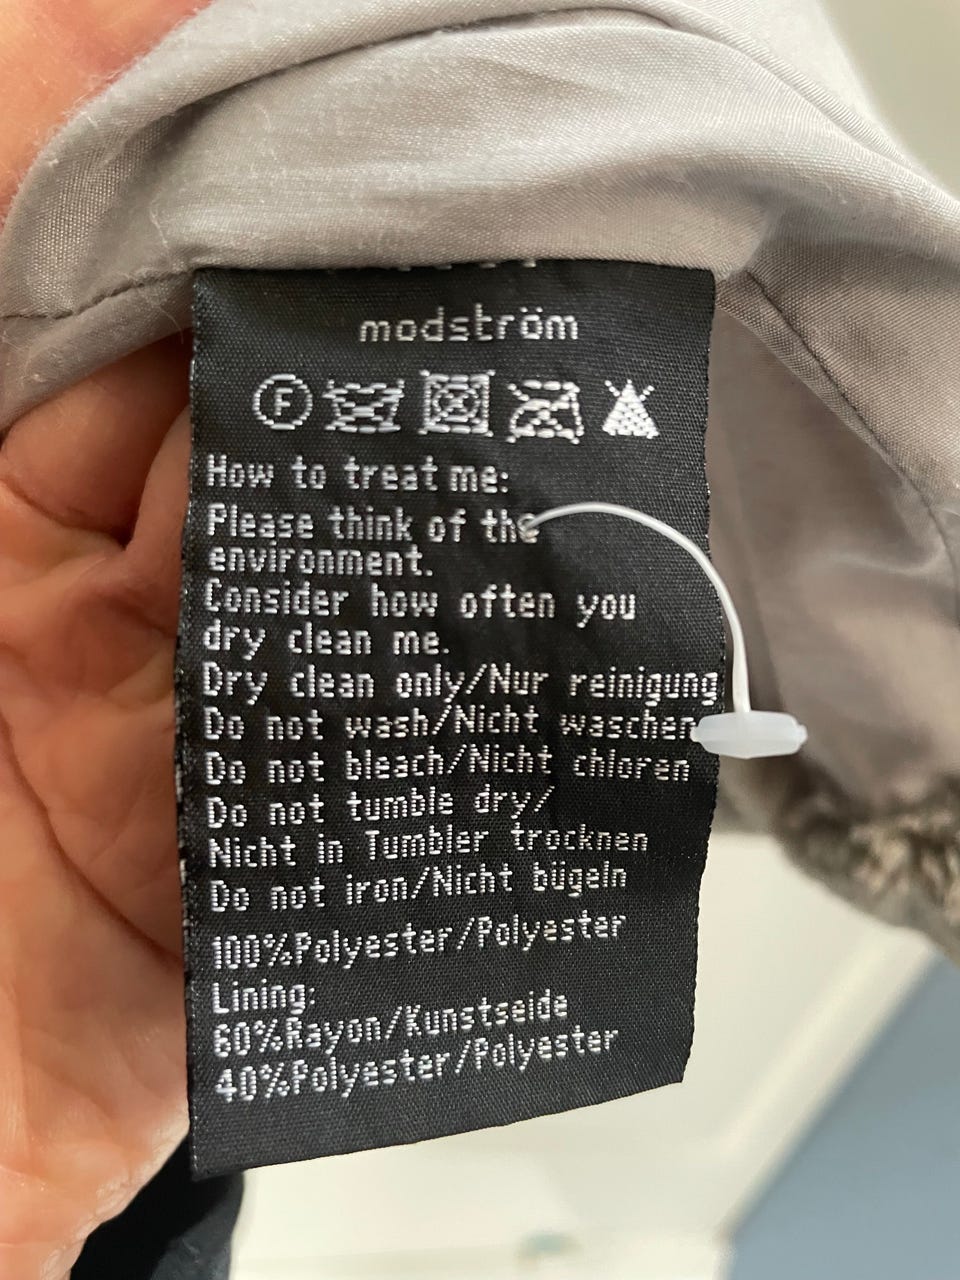 modström
F
How to treat me:
Please think of the
environment.
Consider how often you
dry clean me.
Dry clean only/Nur reinigung
Do not wash/Nicht waschen
Do not bleach/Nicht chloren
Do not tumble dry/
Nicht in Tumbler trocknen
Do not iron/Nicht bügeln
100%Polyester/Polyester
Lining:
60%Rayon/Kunstseide
40%Polyester/Polyester